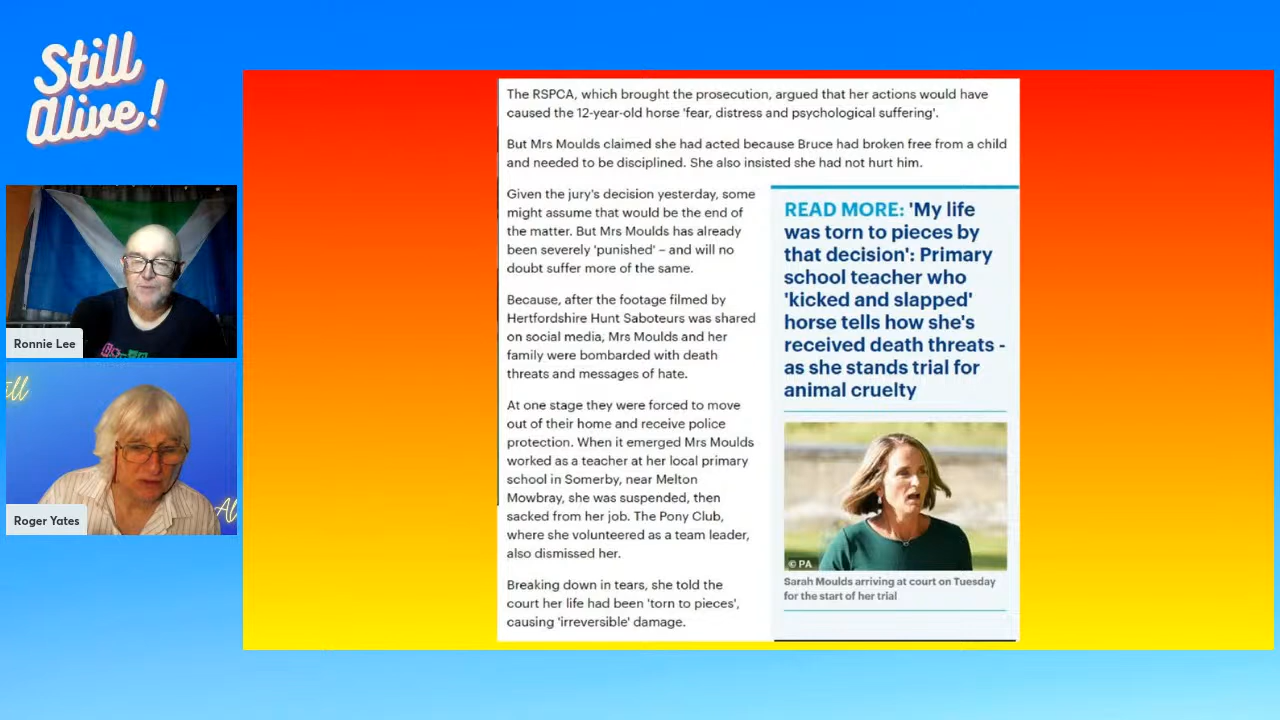 Still
Alive!
Ronnie Lee
Roger Yates
The RSPCA, which brought the prosecution, argued that her actions would have
caused the 12-year-old horse 'fear, distress and psychological suffering'.
But Mrs Moulds claimed she had acted because Bruce had broken free from a child
and needed to be disciplined. She also insisted she had not hurt him.
Given the jury's decision yesterday, some
might assume that would be the end of
the matter. But Mrs Moulds has already
been severely 'punished' – and will no
doubt suffer more of the same.
Because, after the footage filmed by
Hertfordshire Hunt Saboteurs was shared
on social media, Mrs Moulds and her
family were bombarded with death
threats and messages of hate.
At one stage they were forced to move
out of their home and receive police
protection. When it emerged Mrs Moulds
worked as a teacher at her local primary
school in Somerby, near Melton
Mowbray, she was suspended, then
sacked from her job. The Pony Club,
where she volunteered as a team leader,
also dismissed her.
Breaking down in tears, she told the
court her life had been 'torn to pieces',
causing 'irreversible' damage.
READ MORE: 'My life
was torn to pieces by
that decision': Primary
school teacher who
'kicked and slapped'
horse tells how she's
received death threats -
as she stands trial for
animal cruelty
© PA
Sarah Moulds arriving at court on Tuesday
for the start of her trial